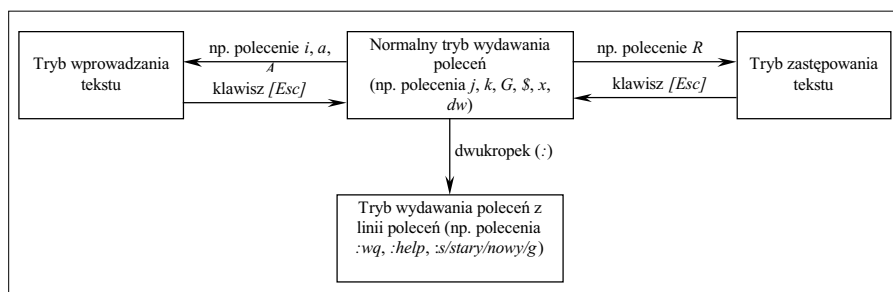 Tryb wprowadzania
tekstu
np. polecenie i, a,
A
klawisz [Esc]
Normalny tryb wydawania
poleceń
(np. polecenia j, k, G, $, x,
dw)
np. polecenie R
klawisz [Esc]
Tryb zastępowania
tekstu
dwukropek (:)
Tryb wydawania poleceń z
linii poleceń (np. polecenia
:wq, :help, :s/stary/nowy/g)